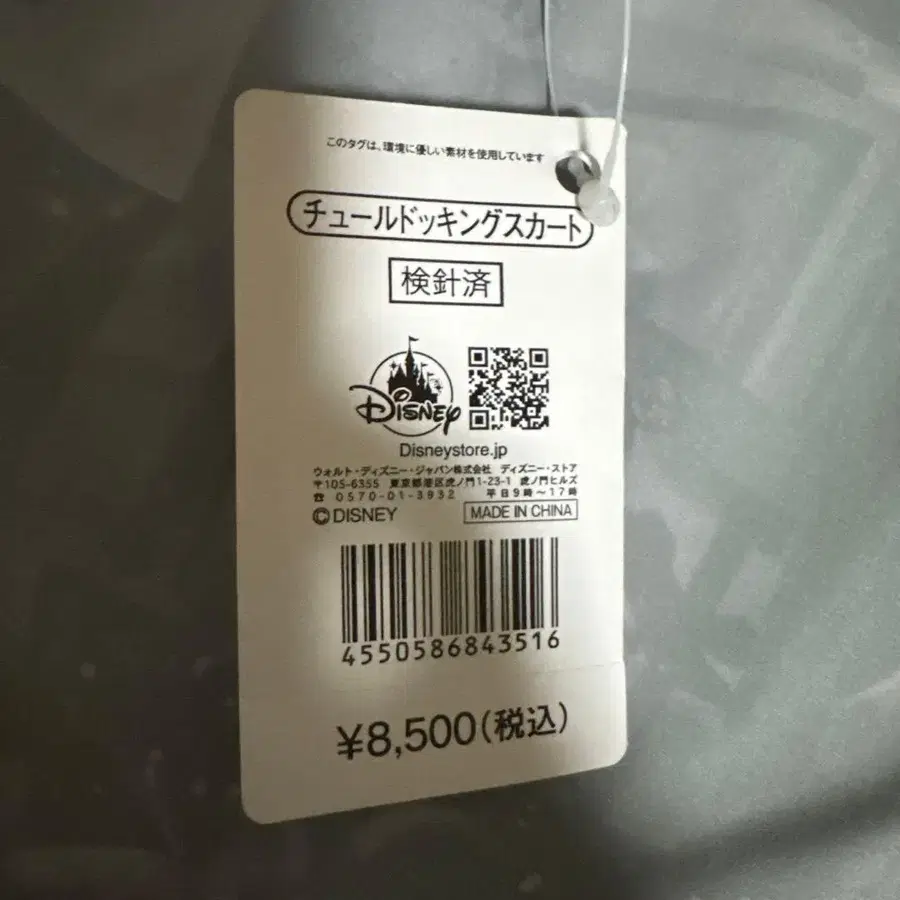 このタグは、環境に優しい素材を使用しています
チュールドッキングスカート
検針済
Disney
Disneystore.jp
ウォルト・ディズニー・ジャパン株式会社 ディズニー・ストア
〒105-6355 東京都港区虎ノ門1-23-1 虎ノ門ヒルズ
☎ 0570-01-3932 平日9時〜17時
©DISNEY MADE IN CHINA
4550586843516
¥8,500(税込)